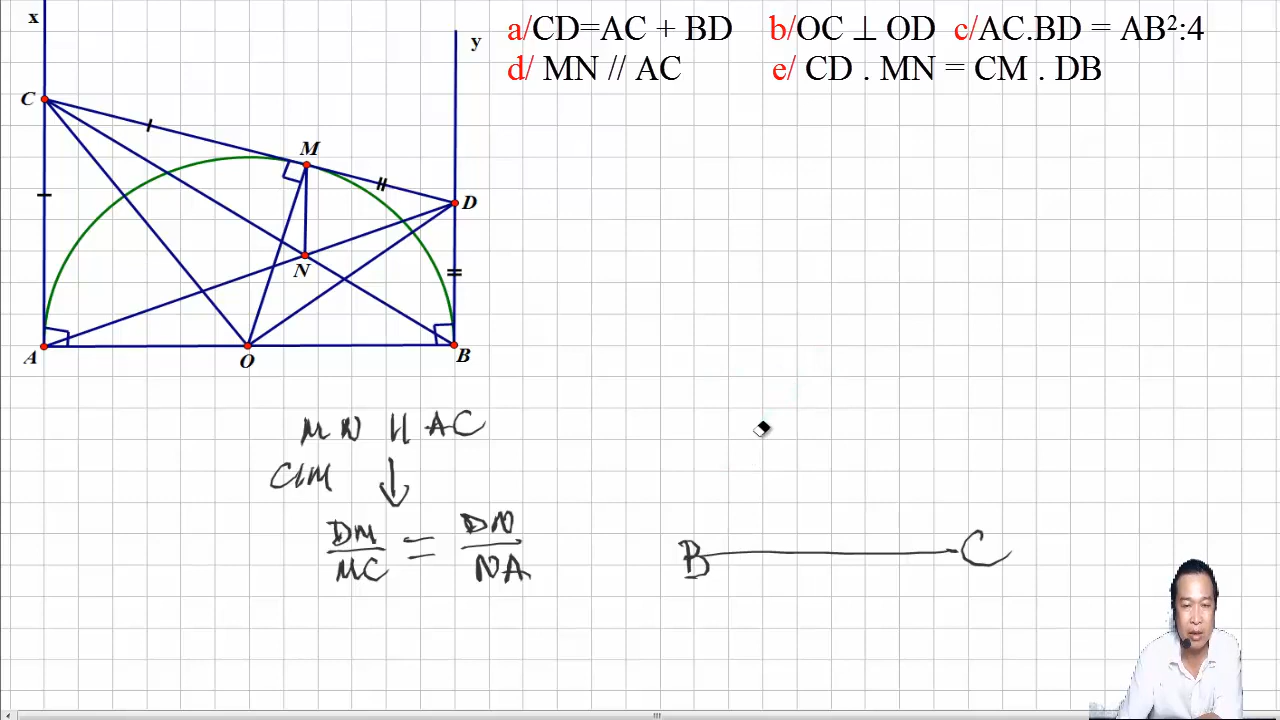 a/CD=AC + BD b/OC ⊥ OD c/AC.BD = AB²:4
d/ MN // AC e/ CD . MN = CM . DB
x
y
C
M
D
N
A
O
B
MN // AC
C/M ↓
DM/MC = DN/NA
B C